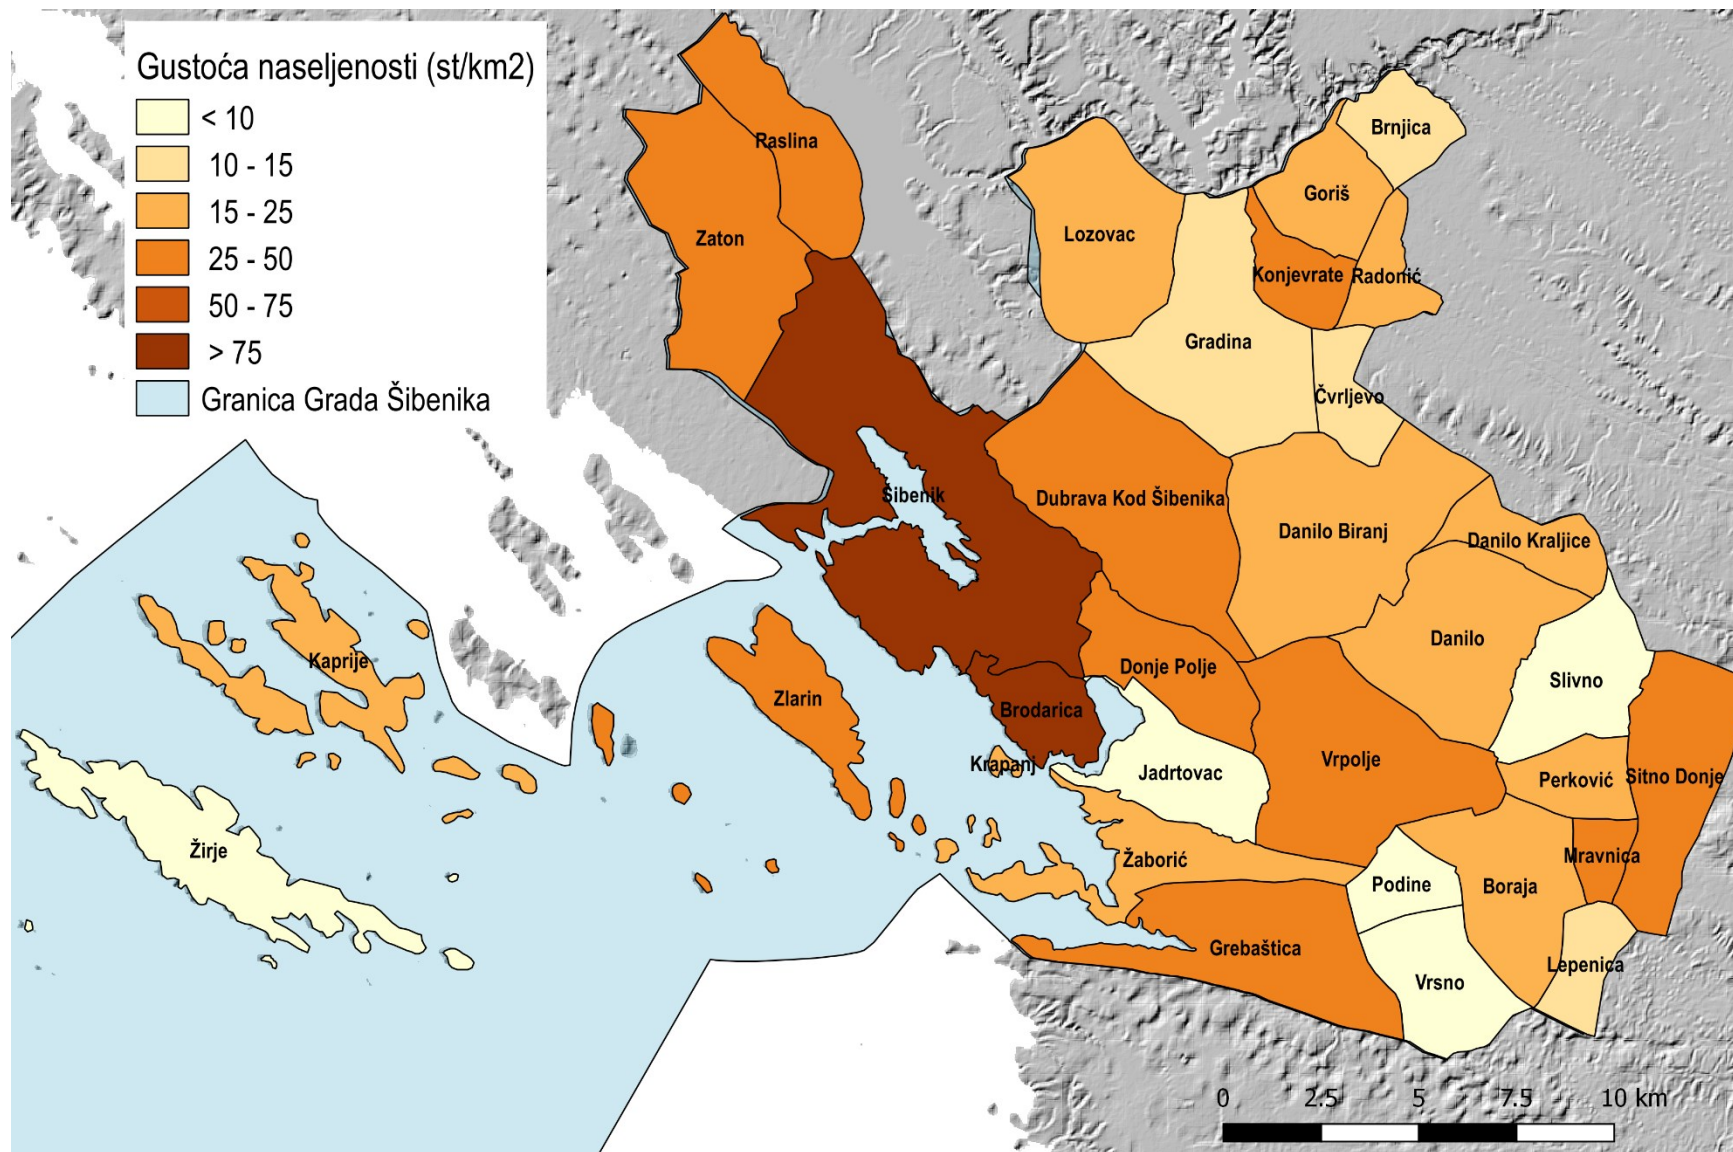 Gustoća naseljenosti (st/km2)
< 10
10 - 15
15 - 25
25 - 50
50 - 75
> 75
Granica Grada Šibenika
Brnjica
Raslina
Goriš
Zaton
Lozovac
Konjevrate
Radonić
Gradina
Čvrljevo
Šibenik
Dubrava Kod Šibenika
Danilo Biranj
Danilo Kraljice
Danilo
Kaprije
Donje Polje
Slivno
Zlarin
Brodarica
Vrpolje
Krapanj
Jadrtovac
Perković
Sitno Donje
Žirje
Žaborić
Mravnica
Podine
Boraja
Grebaštica
Lepenica
Vrsno
0 2.5 5 7.5 10 km